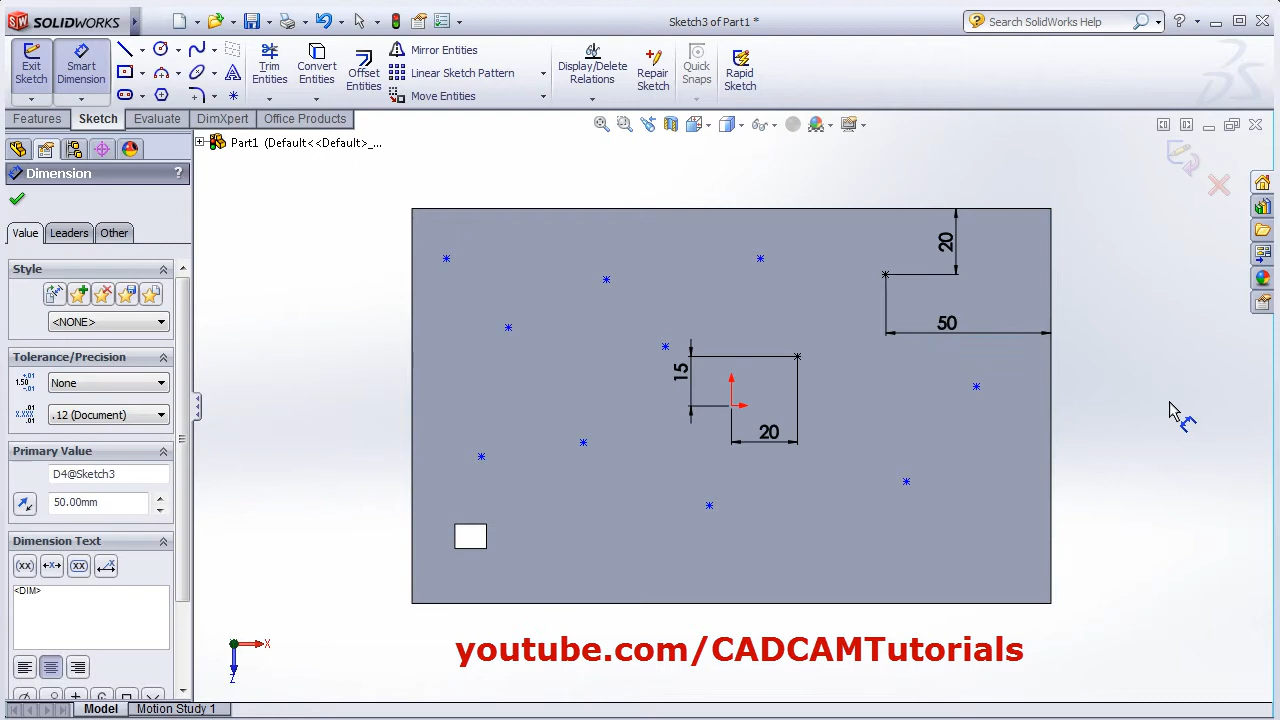 SW SOLIDWORKS
Sketch3 of Part1 *
Search SolidWorks Help
?
Exit Sketch
Smart Dimension
Trim Entities
Convert Entities
Offset Entities
Mirror Entities
Linear Sketch Pattern
Move Entities
Display/Delete Relations
Repair Sketch
Quick Snaps
Rapid Sketch
Features
Sketch
Evaluate
DimXpert
Office Products
Part1 (Default<<Default>_...
Dimension
?
Value
Leaders
Other
Style
<NONE>
Tolerance/Precision
None
.12 (Document)
Primary Value
D4@Sketch3
50.00mm
Dimension Text
(xx)
<DIM>
20
50
15
20
X
Z
youtube.com/CADCAMTutorials
Model
Motion Study 1